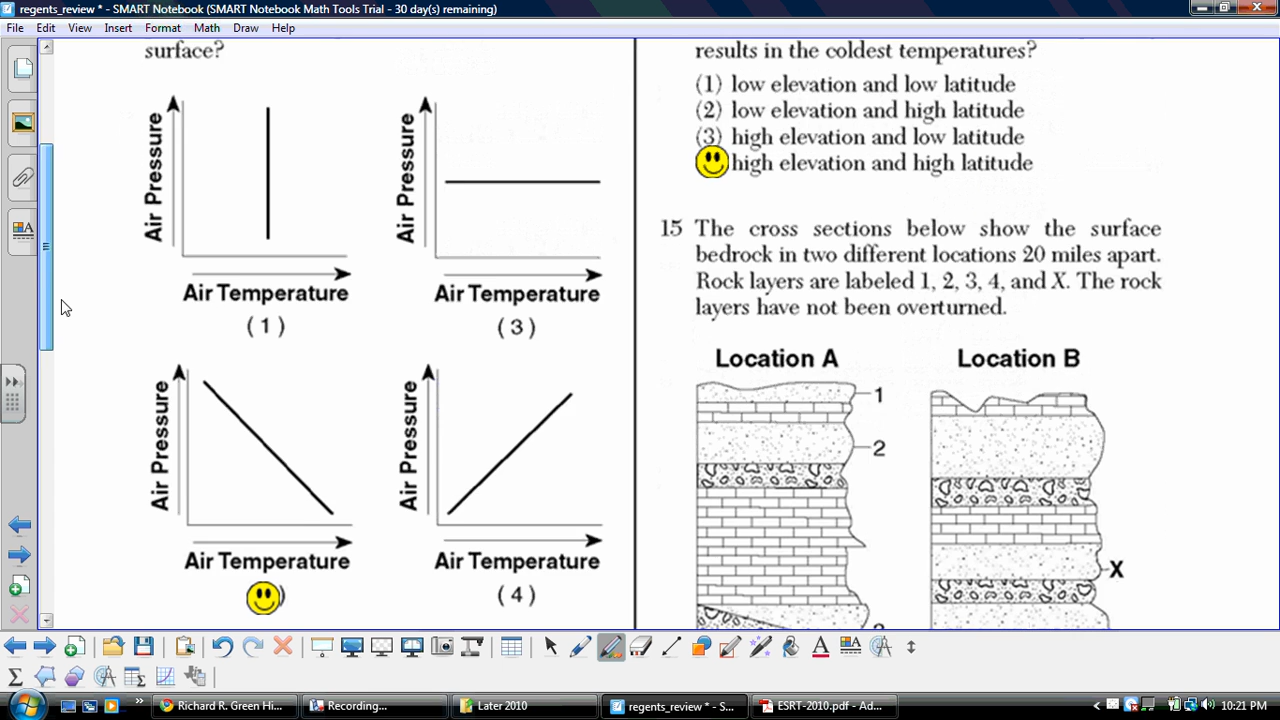 regents_review * - SMART Notebook (SMART Notebook Math Tools Trial - 30 day(s) remaining)
File Edit View Insert Format Math Draw Help
surface?
Air Pressure
Air Temperature
(1)
Air Pressure
Air Temperature
(3)
Air Pressure
Air Temperature
)
Air Pressure
Air Temperature
(4)
results in the coldest temperatures?
(1) low elevation and low latitude
(2) low elevation and high latitude
(3) high elevation and low latitude
high elevation and high latitude
15 The cross sections below show the surface
bedrock in two different locations 20 miles apart.
Rock layers are labeled 1, 2, 3, 4, and X. The rock
layers have not been overturned.
Location A
1
2
Location B
X
Richard R. Green Hi...
Recording...
Later 2010
regents_review * - S...
ESRT-2010.pdf - Ad...
10:21 PM